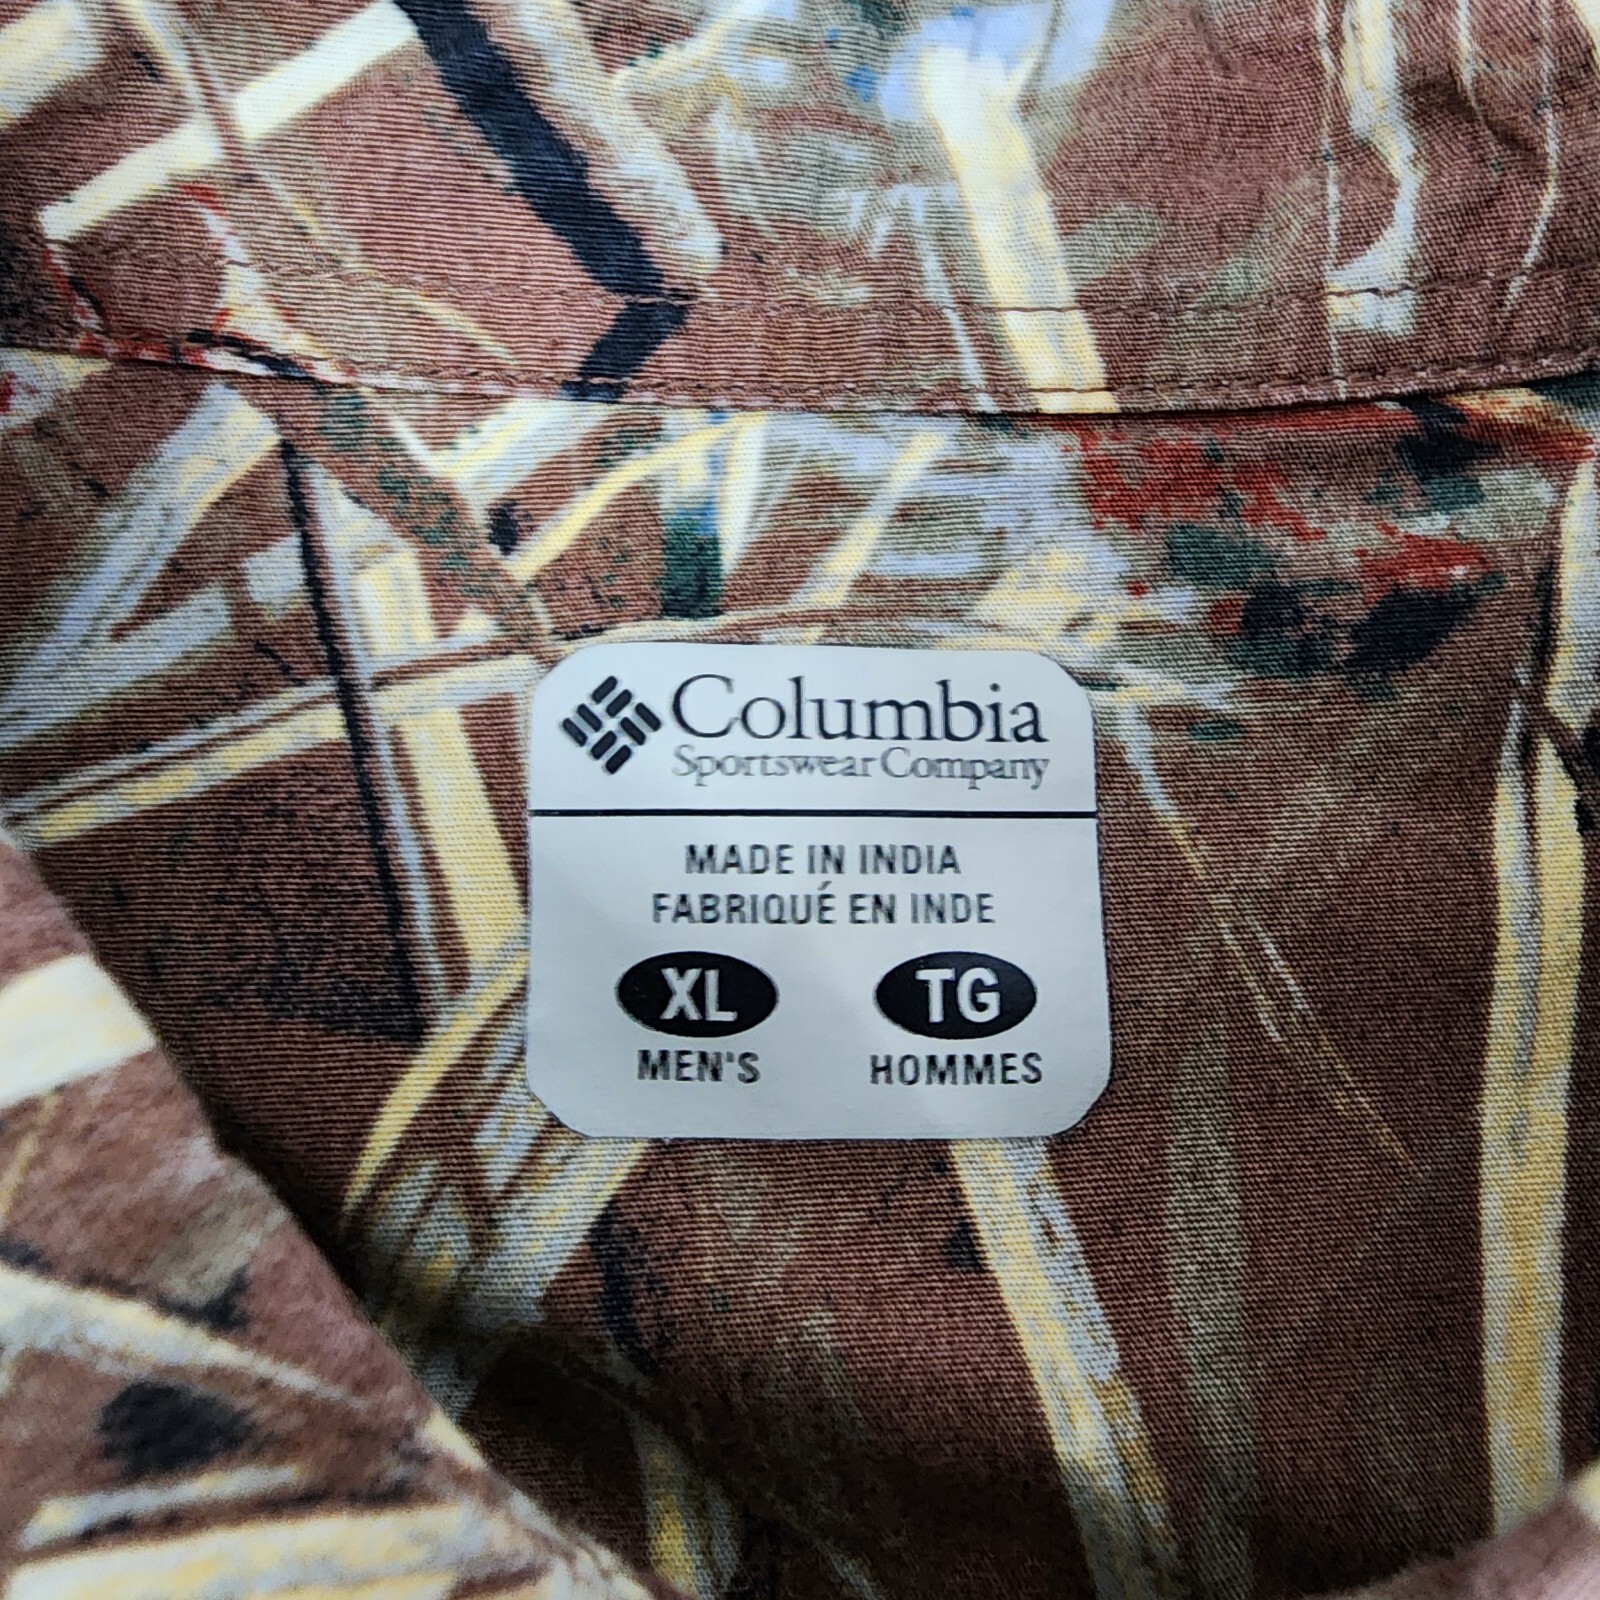 Columbia
Sportswear Company
MADE IN INDIA
FABRIQUÉ EN INDE
XL TG
MEN'S HOMMES